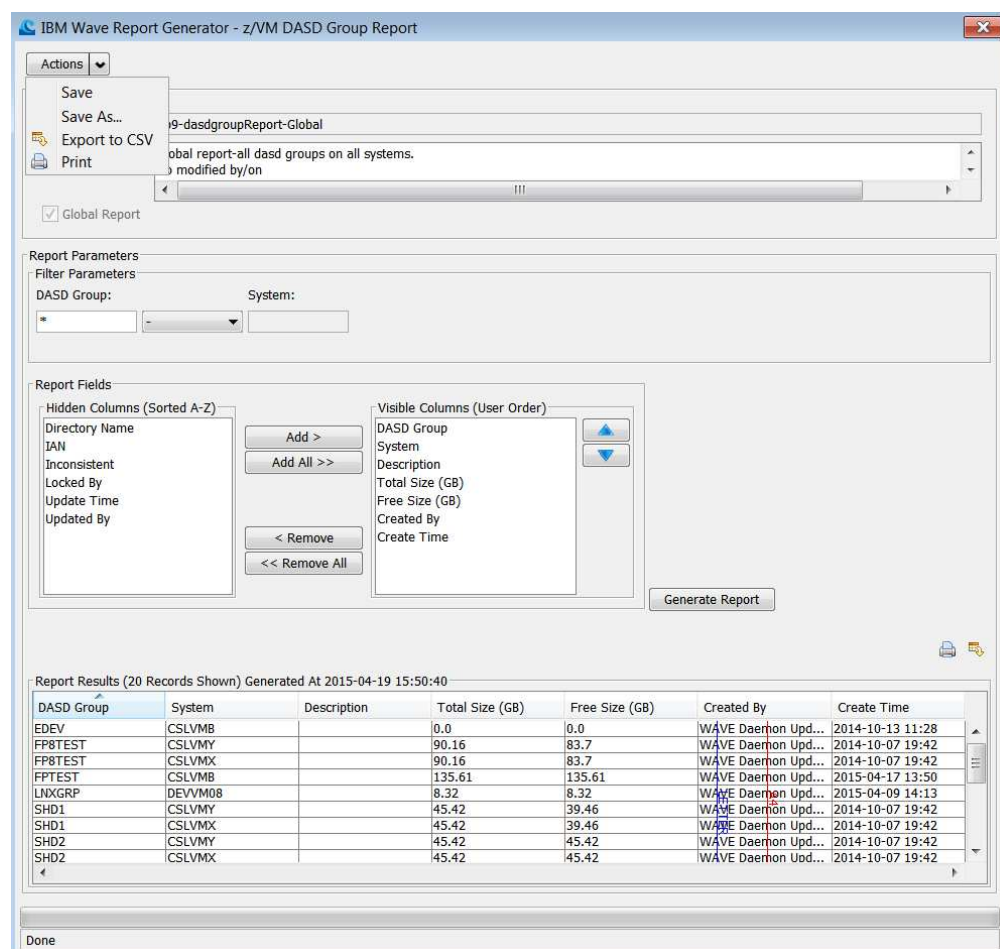 IBM Wave Report Generator - z/VM DASD Group Report
Actions
Save
Save As...
Export to CSV
Print
9-dasdgroupReport-Global
obal report-all dasd groups on all systems.
modified by/on
Global Report
Report Parameters
Filter Parameters
DASD Group: System:
* -
Report Fields
Hidden Columns (Sorted A-Z)
Directory Name
IAN
Inconsistent
Locked By
Update Time
Updated By
Add >
Add All >>
< Remove
<< Remove All
Visible Columns (User Order)
DASD Group
System
Description
Total Size (GB)
Free Size (GB)
Created By
Create Time
Generate Report
Report Results (20 Records Shown) Generated At 2015-04-19 15:50:40
DASD Group System Description Total Size (GB) Free Size (GB) Created By Create Time
EDEV CSLVMB 0.0 0.0 WAVE Daemon Upd... 2014-10-13 11:28
FP8TEST CSLVMY 90.16 83.7 WAVE Daemon Upd... 2014-10-07 19:42
FP8TEST CSLVMX 90.16 83.7 WAVE Daemon Upd... 2014-10-07 19:42
FPTEST CSLVMB 135.61 135.61 WAVE Daemon Upd... 2015-04-17 13:50
LNXGRP DEVVM08 8.32 8.32 WAVE Daemon Upd... 2015-04-09 14:13
SHD1 CSLVMY 45.42 39.46 WAVE Daemon Upd... 2014-10-07 19:42
SHD1 CSLVMX 45.42 39.46 WAVE Daemon Upd... 2014-10-07 19:42
SHD2 CSLVMY 45.42 45.42 WAVE Daemon Upd... 2014-10-07 19:42
SHD2 CSLVMX 45.42 45.42 WAVE Daemon Upd... 2014-10-07 19:42
Done